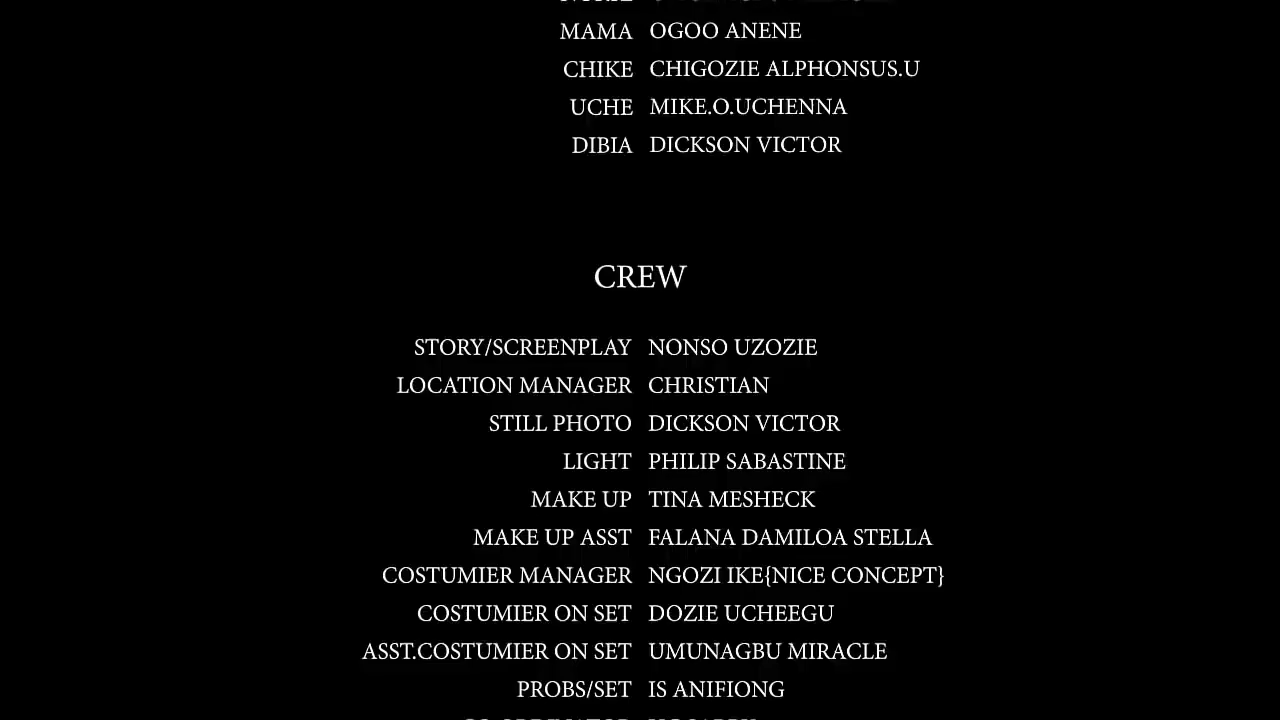 MAMA OGOO ANENE
CHIKE CHIGOZIE ALPHONSUS.U
UCHE MIKE.O.UCHENNA
DIBIA DICKSON VICTOR
CREW
STORY/SCREENPLAY NONSO UZOZIE
LOCATION MANAGER CHRISTIAN
STILL PHOTO DICKSON VICTOR
LIGHT PHILIP SABASTINE
MAKE UP TINA MESHECK
MAKE UP ASST FALANA DAMILOA STELLA
COSTUMIER MANAGER NGOZI IKE{NICE CONCEPT}
COSTUMIER ON SET DOZIE UCHEEGU
ASST.COSTUMIER ON SET UMUNAGBU MIRACLE
PROBS/SET IS ANIFIONG